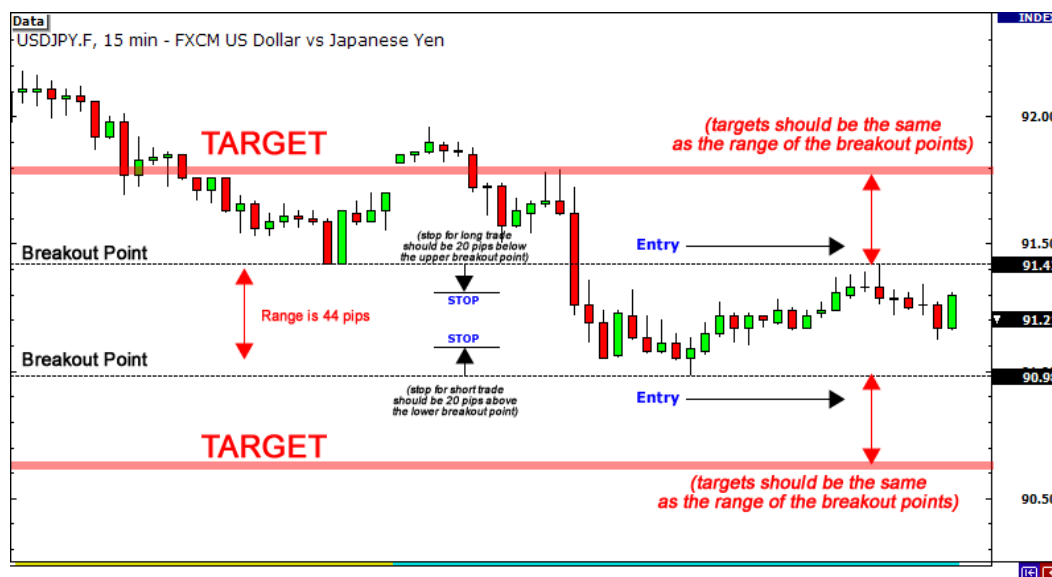 Data
INDEX
USDJPY.F, 15 min - FXCM US Dollar vs Japanese Yen
92.00
TARGET
(targets should be the same
as the range of the breakout points)
(stop for long trade
should be 20 pips below
the upper breakout point)
Entry
91.50
Breakout Point
STOP
Range is 44 pips
STOP
Breakout Point
(stop for short trade
should be 20 pips above
the lower breakout point)
Entry
TARGET
(targets should be the same
as the range of the breakout points)
90.50